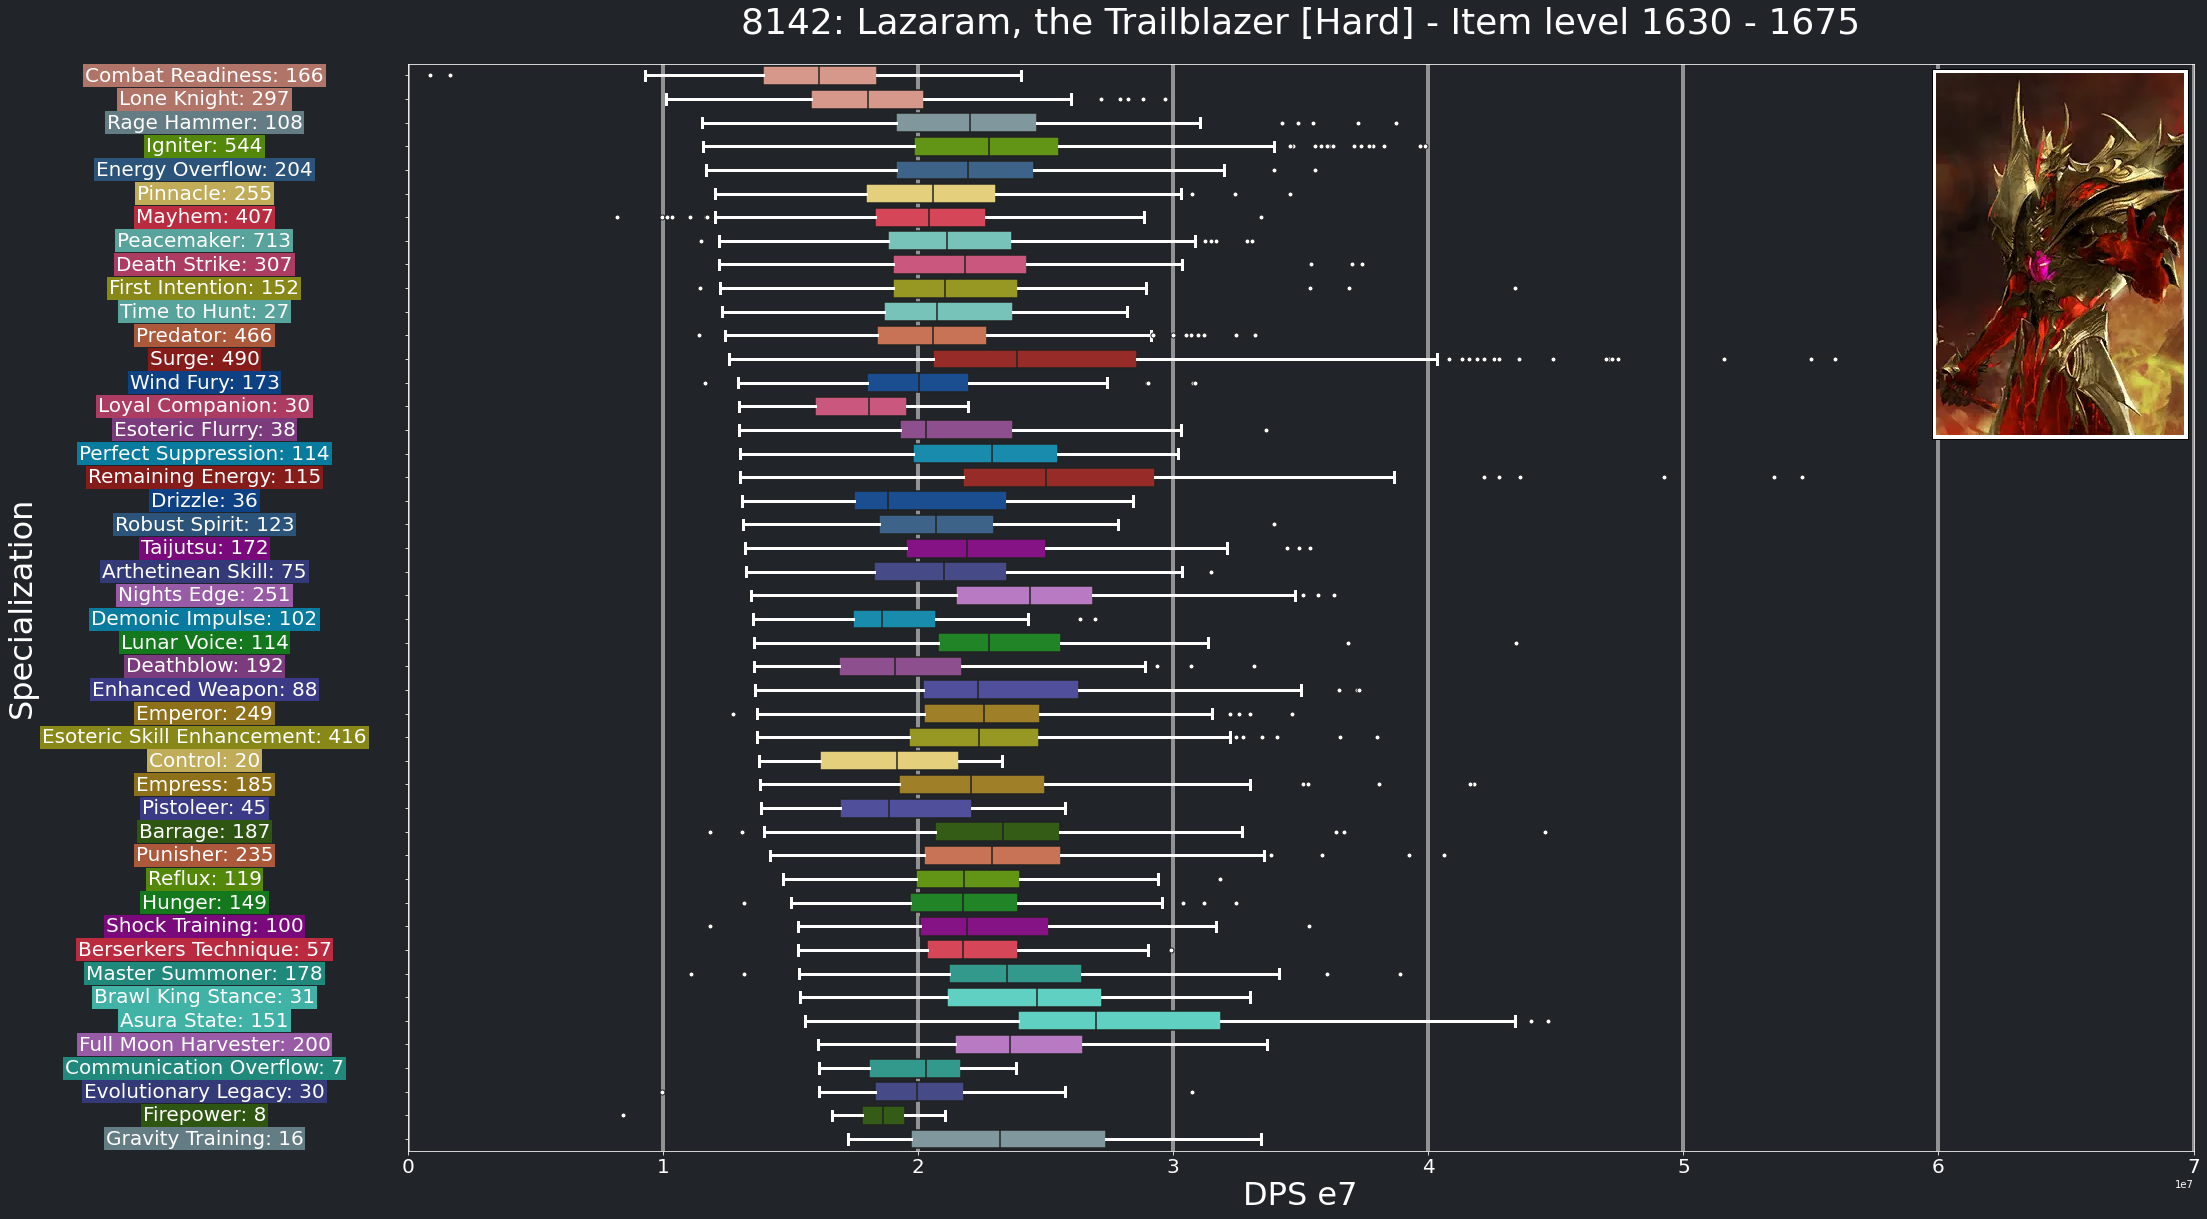 8142: Lazaram, the Trailblazer [Hard] - Item level 1630 - 1675
Combat Readiness: 166
Lone Knight: 297
Rage Hammer: 108
Igniter: 544
Energy Overflow: 204
Pinnacle: 255
Mayhem: 407
Peacemaker: 713
Death Strike: 307
First Intention: 152
Time to Hunt: 27
Predator: 466
Surge: 490
Wind Fury: 173
Loyal Companion: 30
Esoteric Flurry: 38
Perfect Suppression: 114
Remaining Energy: 115
Drizzle: 36
Robust Spirit: 123
Taijutsu: 172
Arthetinean Skill: 75
Nights Edge: 251
Demonic Impulse: 102
Lunar Voice: 114
Deathblow: 192
Enhanced Weapon: 88
Emperor: 249
Esoteric Skill Enhancement: 416
Control: 20
Empress: 185
Pistoleer: 45
Barrage: 187
Punisher: 235
Reflux: 119
Hunger: 149
Shock Training: 100
Berserkers Technique: 57
Master Summoner: 178
Brawl King Stance: 31
Asura State: 151
Full Moon Harvester: 200
Communication Overflow: 7
Evolutionary Legacy: 30
Firepower: 8
Gravity Training: 16
Specialization
0 1 2 3 4 5 6 7
1e7
DPS e7